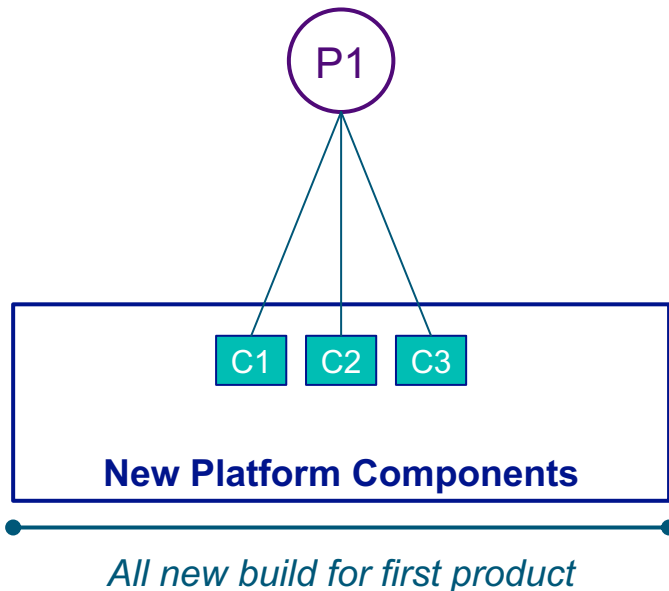 P1
C1 C2 C3
New Platform Components
All new build for first product